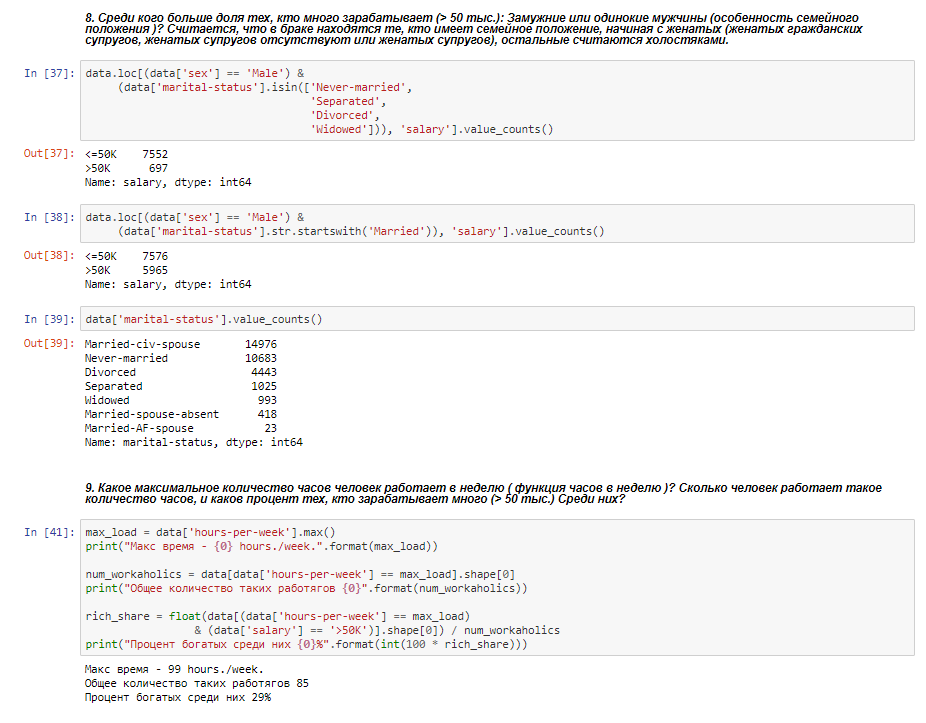 8. Среди кого больше доля тех, кто много зарабатывает (> 50 тыс.): Замужние или одинокие мужчины (особенность семейного
положения )? Считается, что в браке находятся те, кто имеет семейное положение, начиная с женатых (женатых гражданских
супругов, женатых супругов отсутствуют или женатых супругов), остальные считаются холостяками.
In [37]: data.loc[(data['sex'] == 'Male') &
(data['marital-status'].isin(['Never-married',
'Separated',
'Divorced',
'Widowed'])), 'salary'].value_counts()
Out[37]: <=50K 7552
>50K 697
Name: salary, dtype: int64
In [38]: data.loc[(data['sex'] == 'Male') &
(data['marital-status'].str.startswith('Married')), 'salary'].value_counts()
Out[38]: <=50K 7576
>50K 5965
Name: salary, dtype: int64
In [39]: data['marital-status'].value_counts()
Out[39]: Married-civ-spouse 14976
Never-married 10683
Divorced 4443
Separated 1025
Widowed 993
Married-spouse-absent 418
Married-AF-spouse 23
Name: marital-status, dtype: int64
9. Какое максимальное количество часов человек работает в неделю ( функция часов в неделю )? Сколько человек работает такое
количество часов, и каков процент тех, кто зарабатывает много (> 50 тыс.) Среди них?
In [41]: max_load = data['hours-per-week'].max()
print("Макс время - {0} hours./week.".format(max_load))
num_workaholics = data[data['hours-per-week'] == max_load].shape[0]
print("Общее количество таких работяг {0}".format(num_workaholics))
rich_share = float(data[(data['hours-per-week'] == max_load)
& (data['salary'] == '>50K')].shape[0]) / num_workaholics
print("Процент богатых среди них {0}%".format(int(100 * rich_share)))
Макс время - 99 hours./week.
Общее количество таких работяг 85
Процент богатых среди них 29%